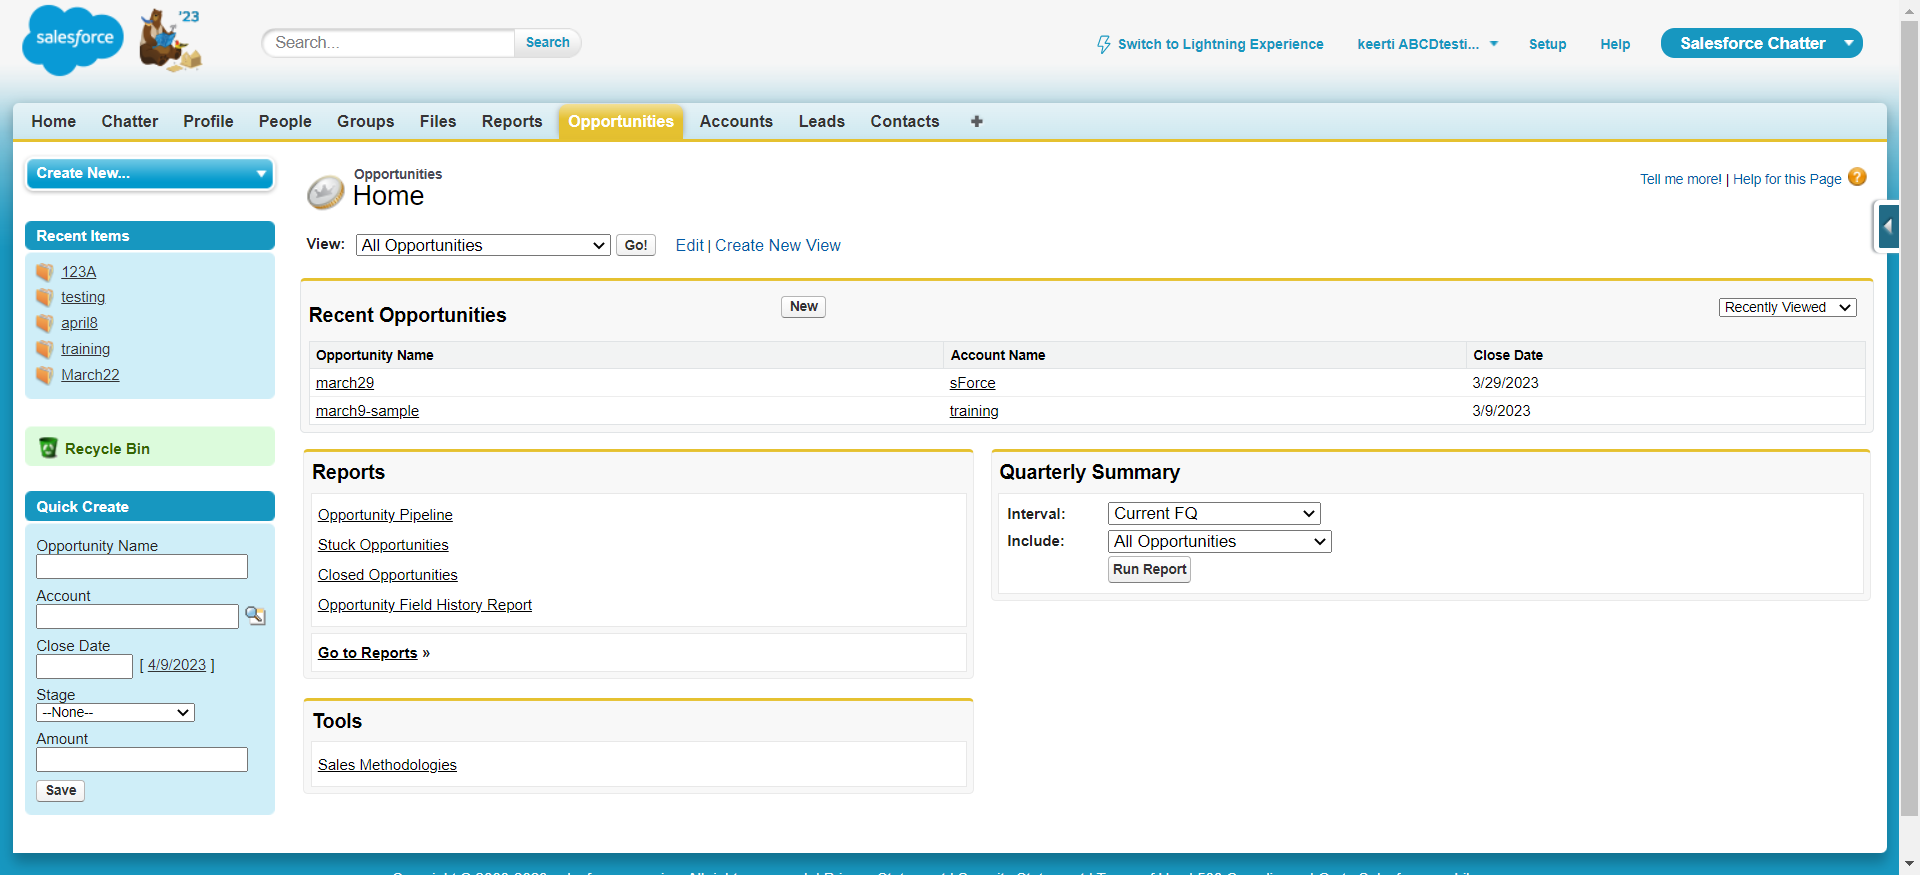 salesforce
'23
Search...
Search
Switch to Lightning Experience
keerti ABCDtesti...
Setup
Help
Salesforce Chatter
Home
Chatter
Profile
People
Groups
Files
Reports
Opportunities
Accounts
Leads
Contacts
+
Create New...
Recent Items
123A
testing
april8
training
March22
Recycle Bin
Quick Create
Opportunity Name
Account
Close Date
[ 4/9/2023 ]
Stage
--None--
Amount
Save
Opportunities
Home
Tell me more! | Help for this Page
?
View:
All Opportunities
Go!
Edit | Create New View
Recent Opportunities
New
Recently Viewed
Opportunity Name
Account Name
Close Date
march29
sForce
3/29/2023
march9-sample
training
3/9/2023
Reports
Opportunity Pipeline
Stuck Opportunities
Closed Opportunities
Opportunity Field History Report
Go to Reports »
Quarterly Summary
Interval:
Current FQ
Include:
All Opportunities
Run Report
Tools
Sales Methodologies